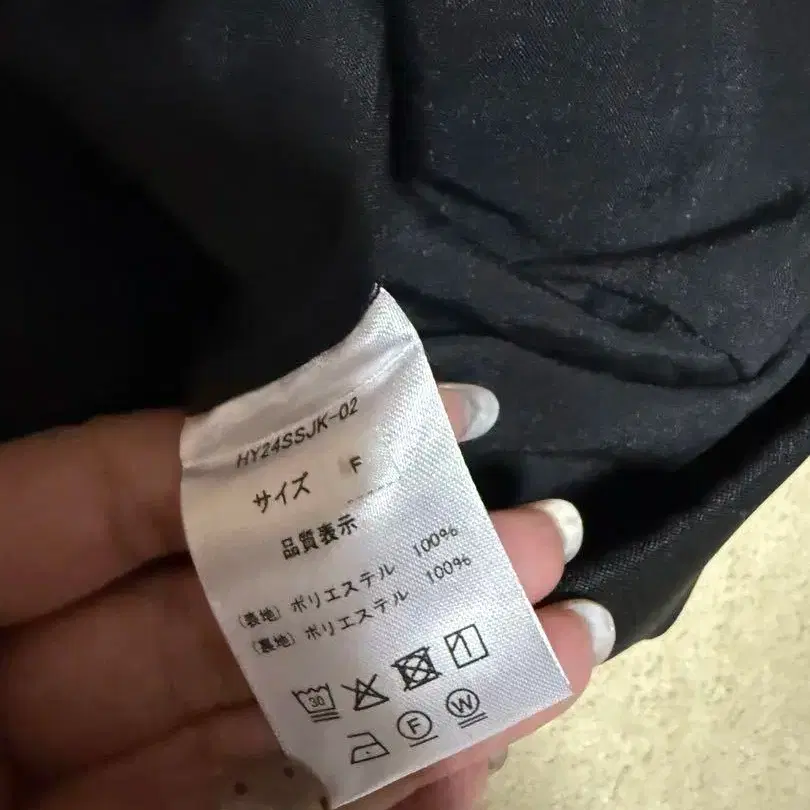 HY24SSJK-02
サイズ F
品質表示
(表地) ポリエステル 100%
(裏地) ポリエステル 100%
30
F W